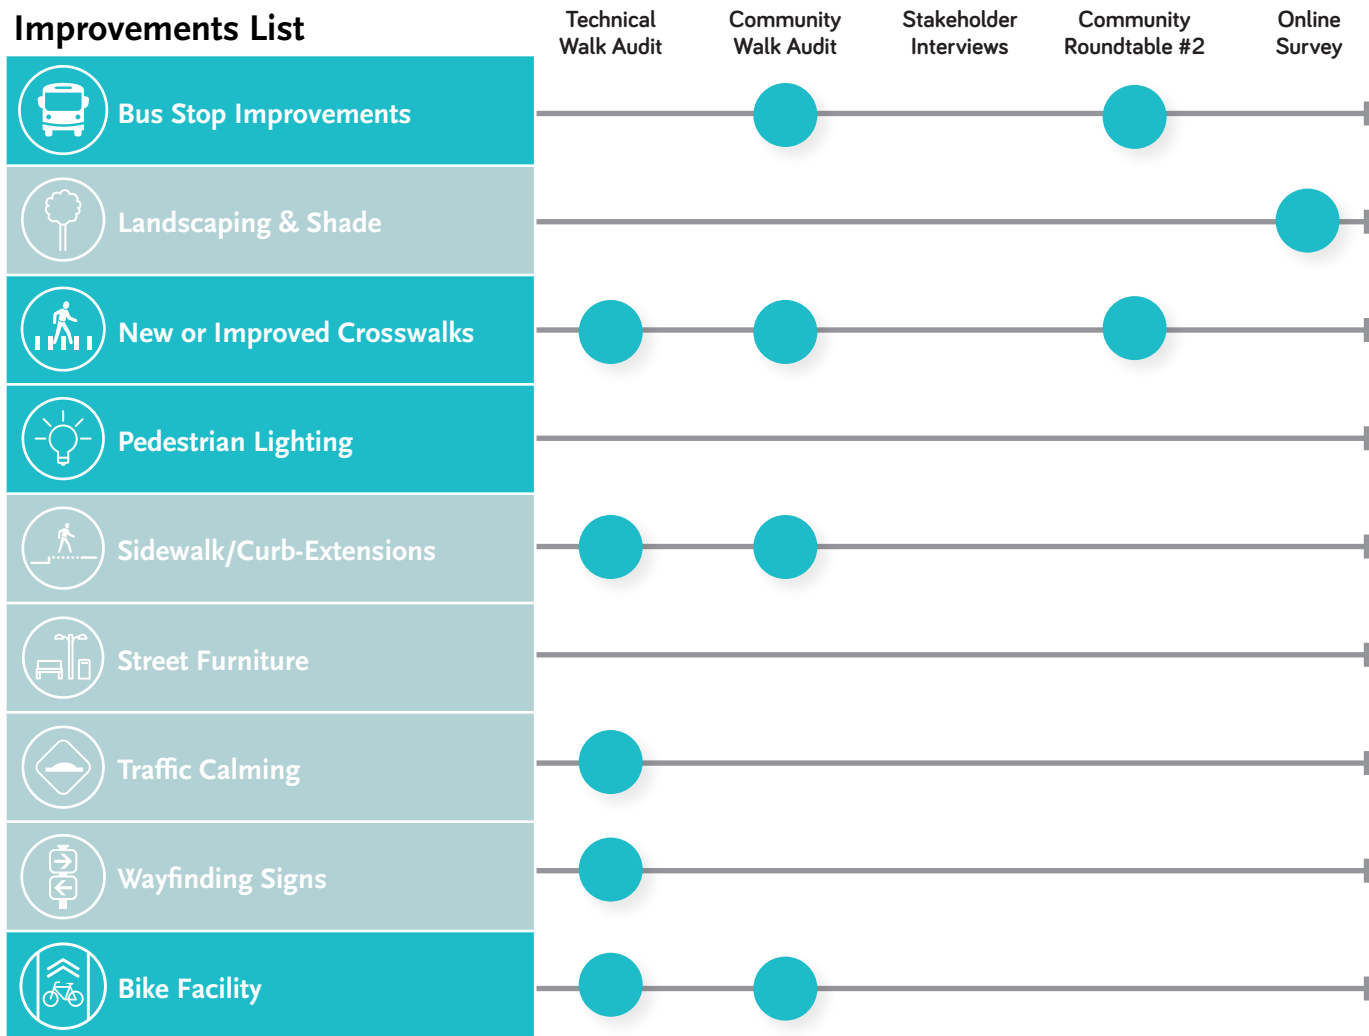 Improvements List
Technical
Walk Audit
Community
Walk Audit
Stakeholder
Interviews
Community
Roundtable #2
Online
Survey
Bus Stop Improvements
Landscaping & Shade
New or Improved Crosswalks
Pedestrian Lighting
Sidewalk/Curb-Extensions
Street Furniture
Traffic Calming
Wayfinding Signs
Bike Facility